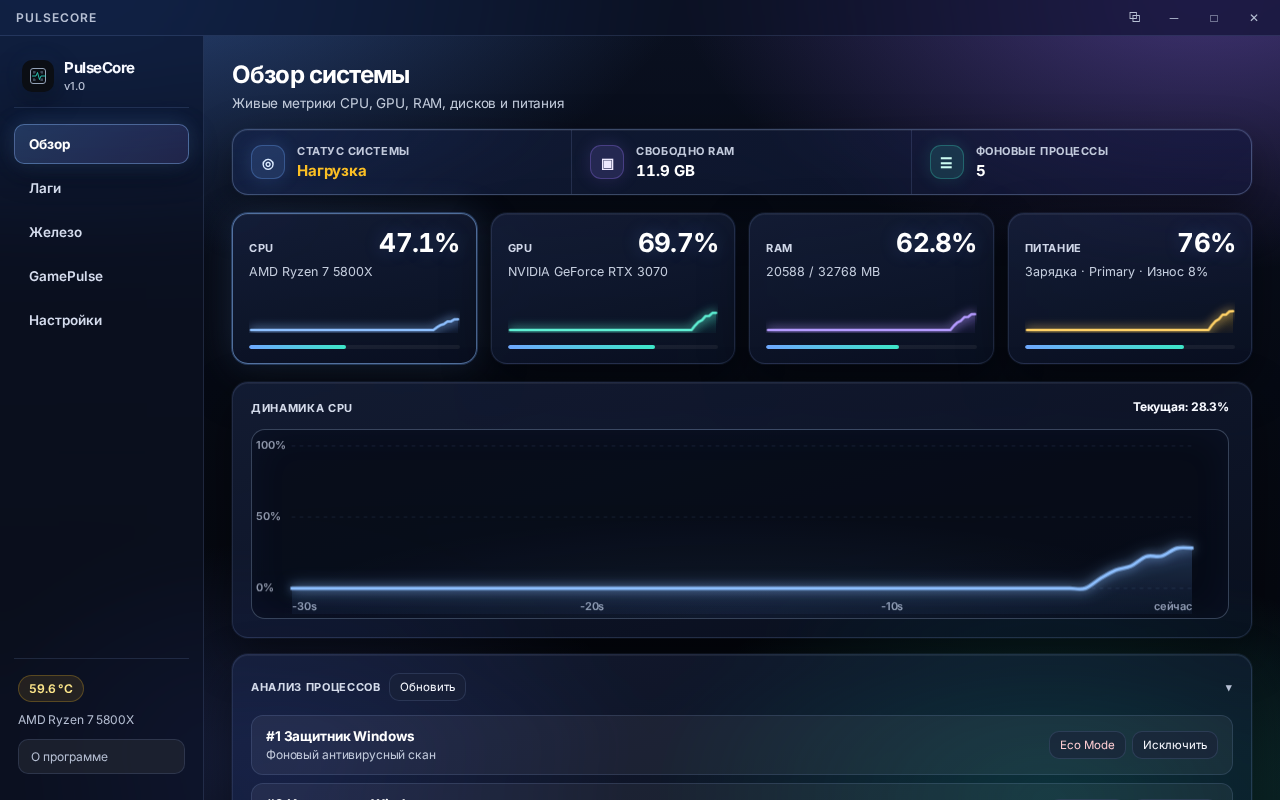 PULSECORE
PulseCore
v1.0
Обзор
Лаги
Железо
GamePulse
Настройки
59.6 °C
AMD Ryzen 7 5800X
О программе
Обзор системы
Живые метрики CPU, GPU, RAM, дисков и питания
СТАТУС СИСТЕМЫ
Нагрузка
СВОБОДНО RAM
11.9 GB
ФОНОВЫЕ ПРОЦЕССЫ
5
CPU 47.1%
AMD Ryzen 7 5800X
GPU 69.7%
NVIDIA GeForce RTX 3070
RAM 62.8%
20588 / 32768 MB
ПИТАНИЕ 76%
Зарядка · Primary · Износ 8%
ДИНАМИКА CPU
Текущая: 28.3%
100%
50%
0%
-30s -20s -10s сейчас
АНАЛИЗ ПРОЦЕССОВ Обновить
#1 Защитник Windows
Фоновый антивирусный скан
Eco Mode Исключить